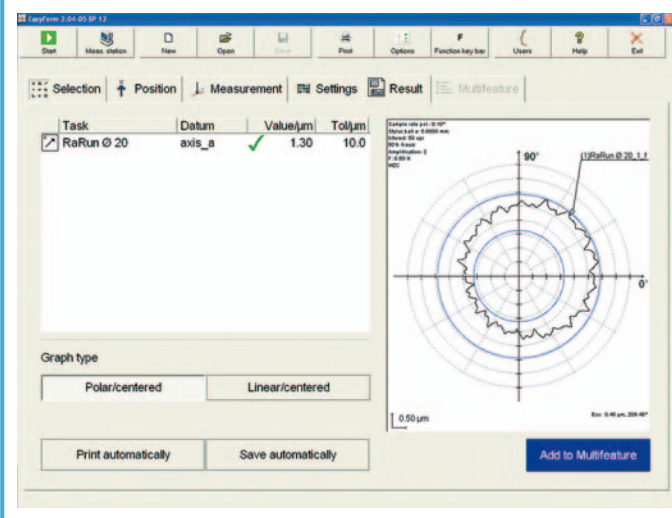 EasyForm 2.04-05 SP 12
Start Meas. station New Open Save Print Options F Function key bar Users Help Exit
Selection Position Measurement Settings Result Multifeature
Task Datum Value/µm Tol/µm
RaRun Ø 20 axis_a 1.30 10.0
90°
(1)RaRun Ø 20_1_f
0°
Graph type
Polar/centered Linear/centered
0.50 µm
Print automatically Save automatically Add to Multifeature